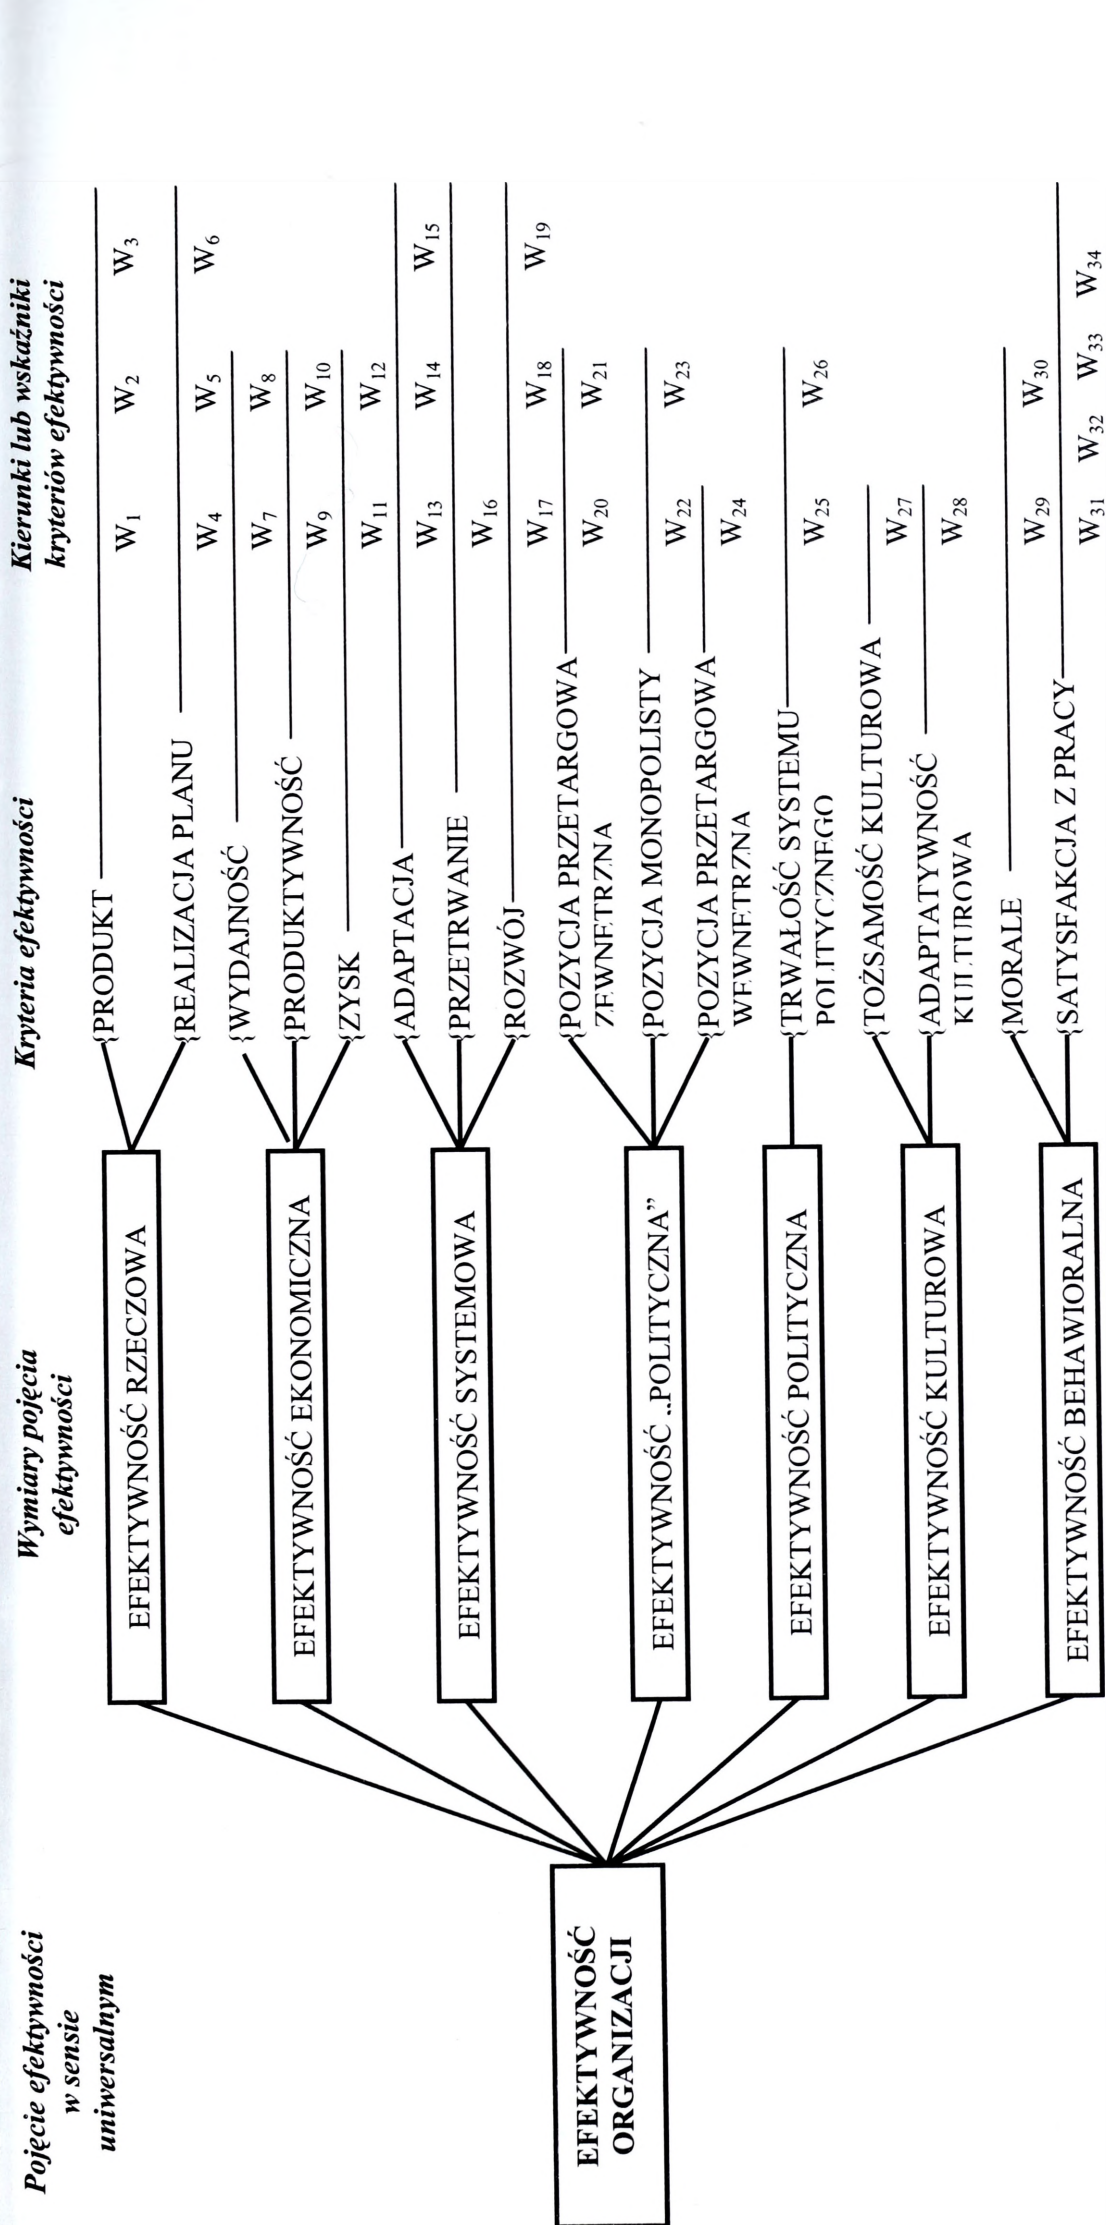 Pojęcie efektywności
w sensie
uniwersalnym
Wymiary pojęcia
efektywności
Kryteria efektywności
Kierunki lub wskaźniki
kryteriów efektywności
EFEKTYWNOŚĆ
ORGANIZACJI
EFEKTYWNOŚĆ RZECZOWA
{PRODUKT
W1 W2 W3
{REALIZACJA PLANU
W4 W5 W6
EFEKTYWNOŚĆ EKONOMICZNA
{WYDAJNOŚĆ
W7 W8
{PRODUKTYWNOŚĆ
W9 W10
{ZYSK
W11 W12
EFEKTYWNOŚĆ SYSTEMOWA
{ADAPTACJA
W13 W14 W15
{PRZETRWANIE
W16
{ROZWÓJ
W17 W18 W19
EFEKTYWNOŚĆ „POLITYCZNA”
{POZYCJA PRZETARGOWA
ZEWNĘTRZNA
W20 W21
{POZYCJA MONOPOLISTY
W22 W23
{POZYCJA PRZETARGOWA
WEWNĘTRZNA
W24
EFEKTYWNOŚĆ POLITYCZNA
{TRWAŁOŚĆ SYSTEMU
POLITYCZNEGO
W25 W26
EFEKTYWNOŚĆ KULTUROWA
{TOŻSAMOŚĆ KULTUROWA
W27
{ADAPTATYWNOŚĆ
KULTUROWA
W28
EFEKTYWNOŚĆ BEHAWIORALNA
{MORALE
W29 W30
{SATYSFAKCJA Z PRACY
W31 W32 W33 W34